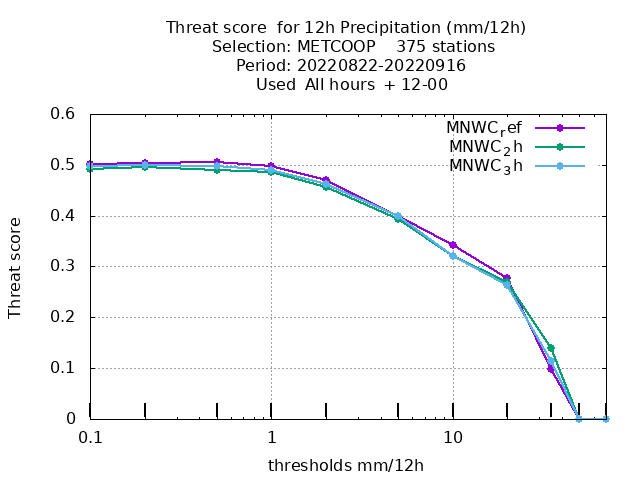 Threat score  for 12h Precipitation (mm/12h)
Selection: METCOOP    375 stations
Period: 20220822-20220916
Used  All hours  + 12-00
0.6
MNWC_ref
MNWC_2h
MNWC_3h
0.5
0.4
0.3
0.2
0.1
0
Threat score
0.1 1 10
thresholds mm/12h